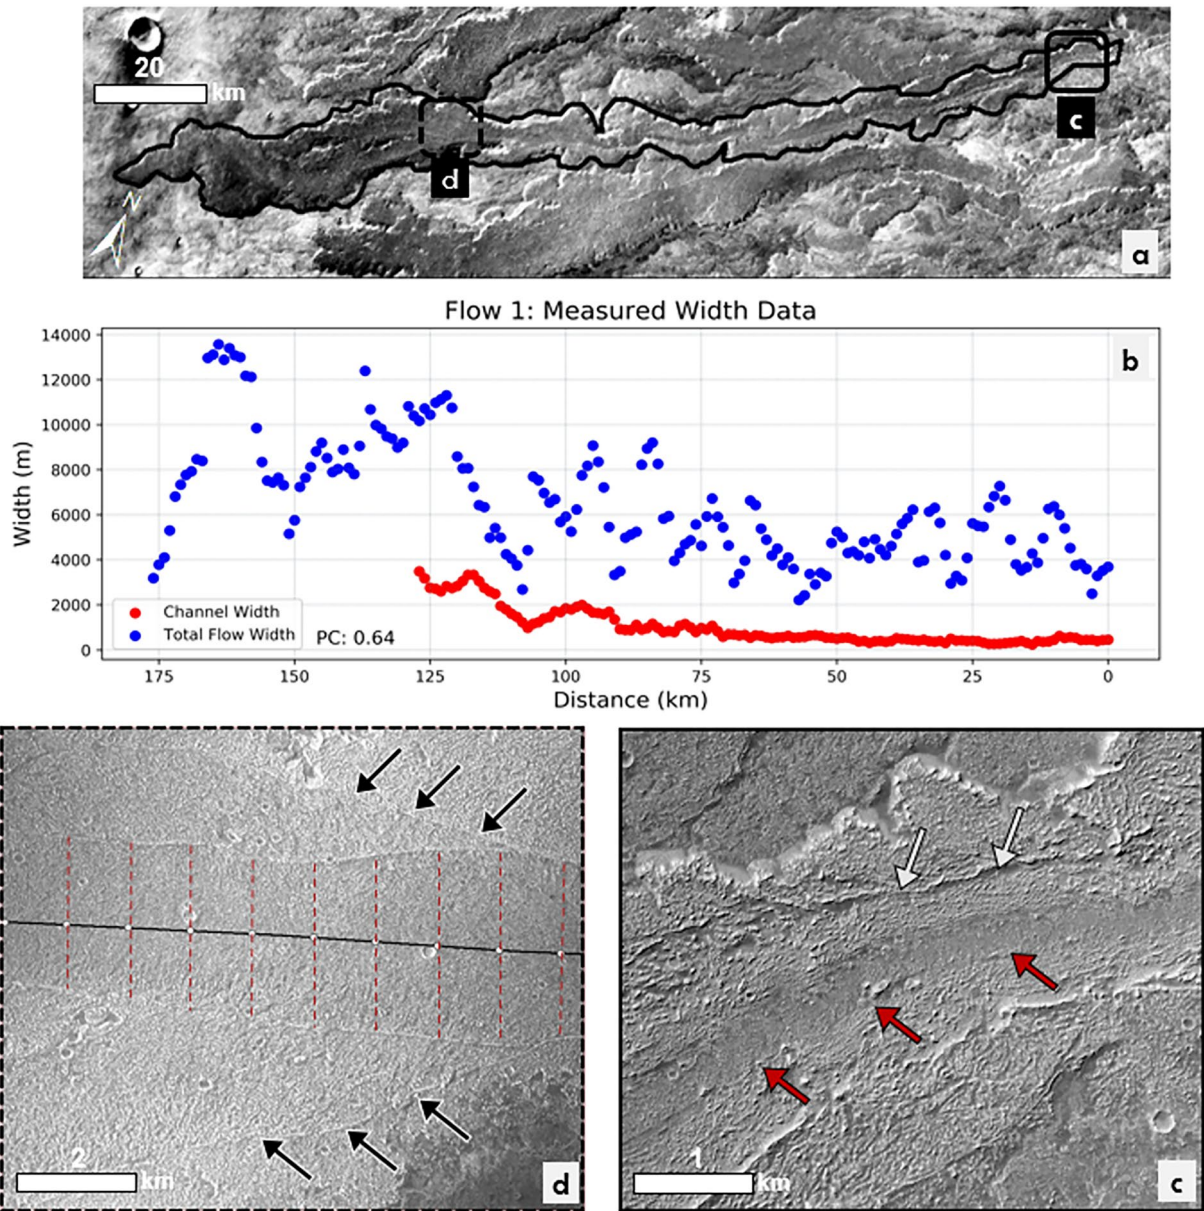 20
km
N
c
d
a
Flow 1: Measured Width Data
b
14000
12000
10000
8000
6000
4000
2000
0
Width (m)
Channel Width
Total Flow Width
PC: 0.64
175 150 125 100 75 50 25 0
Distance (km)
2
km
d
1
km
c